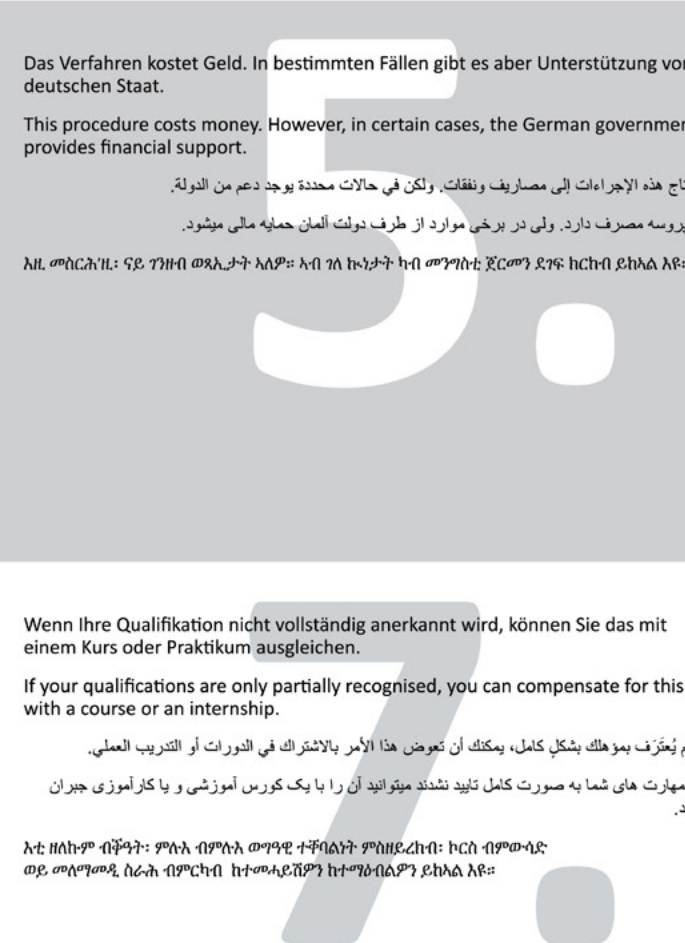 Das Verfahren kostet Geld. In bestimmten Fällen gibt es aber Unterstützung
deutschen Staat.
This procedure costs money. However, in certain cases, the German
provides financial support.
هذه الإجراءات إلى مصاريف ونفقات. ولكن في حالات محددة يوجد دعم من الدولة.
پروسه مصرف دارد. ولی در برخی موارد از طرف دولت آلمان حمایه مالی میشود.
እዚ መስርሕ'ዚ፡ ናይ ገንዘብ ወጻኢታት ኣለዎ። ኣብ ገለ ኩነታት ካብ መንግስቲ ጀርመን ደገፍ ክርከብ ይከኣል እዩ።
5.
Wenn Ihre Qualifikation nicht vollständig anerkannt wird, können Sie das mit
einem Kurs oder Praktikum ausgleichen.
If your qualifications are only partially recognised, you can compensate for this
with a course or an internship.
يُعتَرَف بمؤهلك بشكلٍ كامل، يمكنك أن تعوض هذا الأمر بالاشتراك في الدورات أو التدريب العملي.
مهارت های شما به صورت کامل تایید نشدند میتوانید آن را با یک کورس آموزشی و یا کارآموزی جبران
እቲ ዘለኩም ብቕዓት፡ ምሉእ ብምሉእ ወግዓዊ ተቐባልነት ምስዘይረክብ፡ ኮርስ ብምውሳድ
ወይ መለማመዲ ስራሕ ብምርካብ ከተመሓይሽዎን ከተማዕብልዎን ይከኣል እዩ።
7.